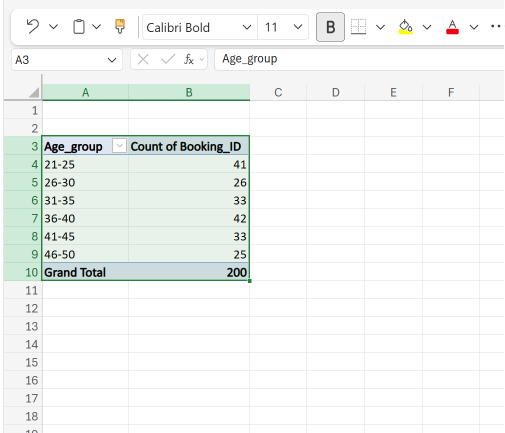 Calibri Bold 11 B A
A3 fx Age_group
A B C D E F
1
2
3 Age_group Count of Booking_ID
4 21-25 41
5 26-30 26
6 31-35 33
7 36-40 42
8 41-45 33
9 46-50 25
10 Grand Total 200
11
12
13
14
15
16
17
18